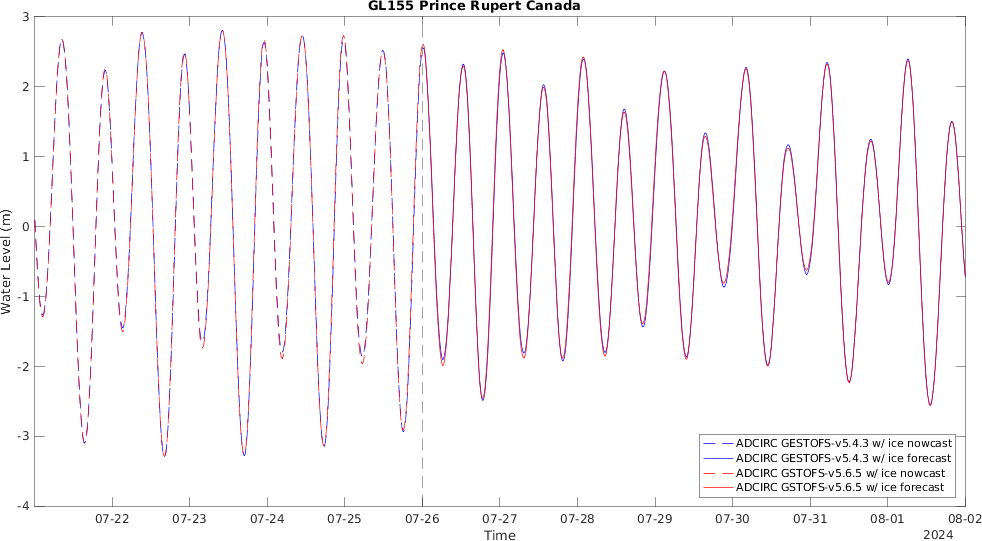 GL155 Prince Rupert Canada
3
2
1
0
-1
-2
-3
-4
Water Level (m)
ADCIRC GESTOFS-v5.4.3 w/ ice nowcast
ADCIRC GESTOFS-v5.4.3 w/ ice forecast
ADCIRC GSTOFS-v5.6.5 w/ ice nowcast
ADCIRC GSTOFS-v5.6.5 w/ ice forecast
07-22 07-23 07-24 07-25 07-26 07-27 07-28 07-29 07-30 07-31 08-01 08-02
Time
2024